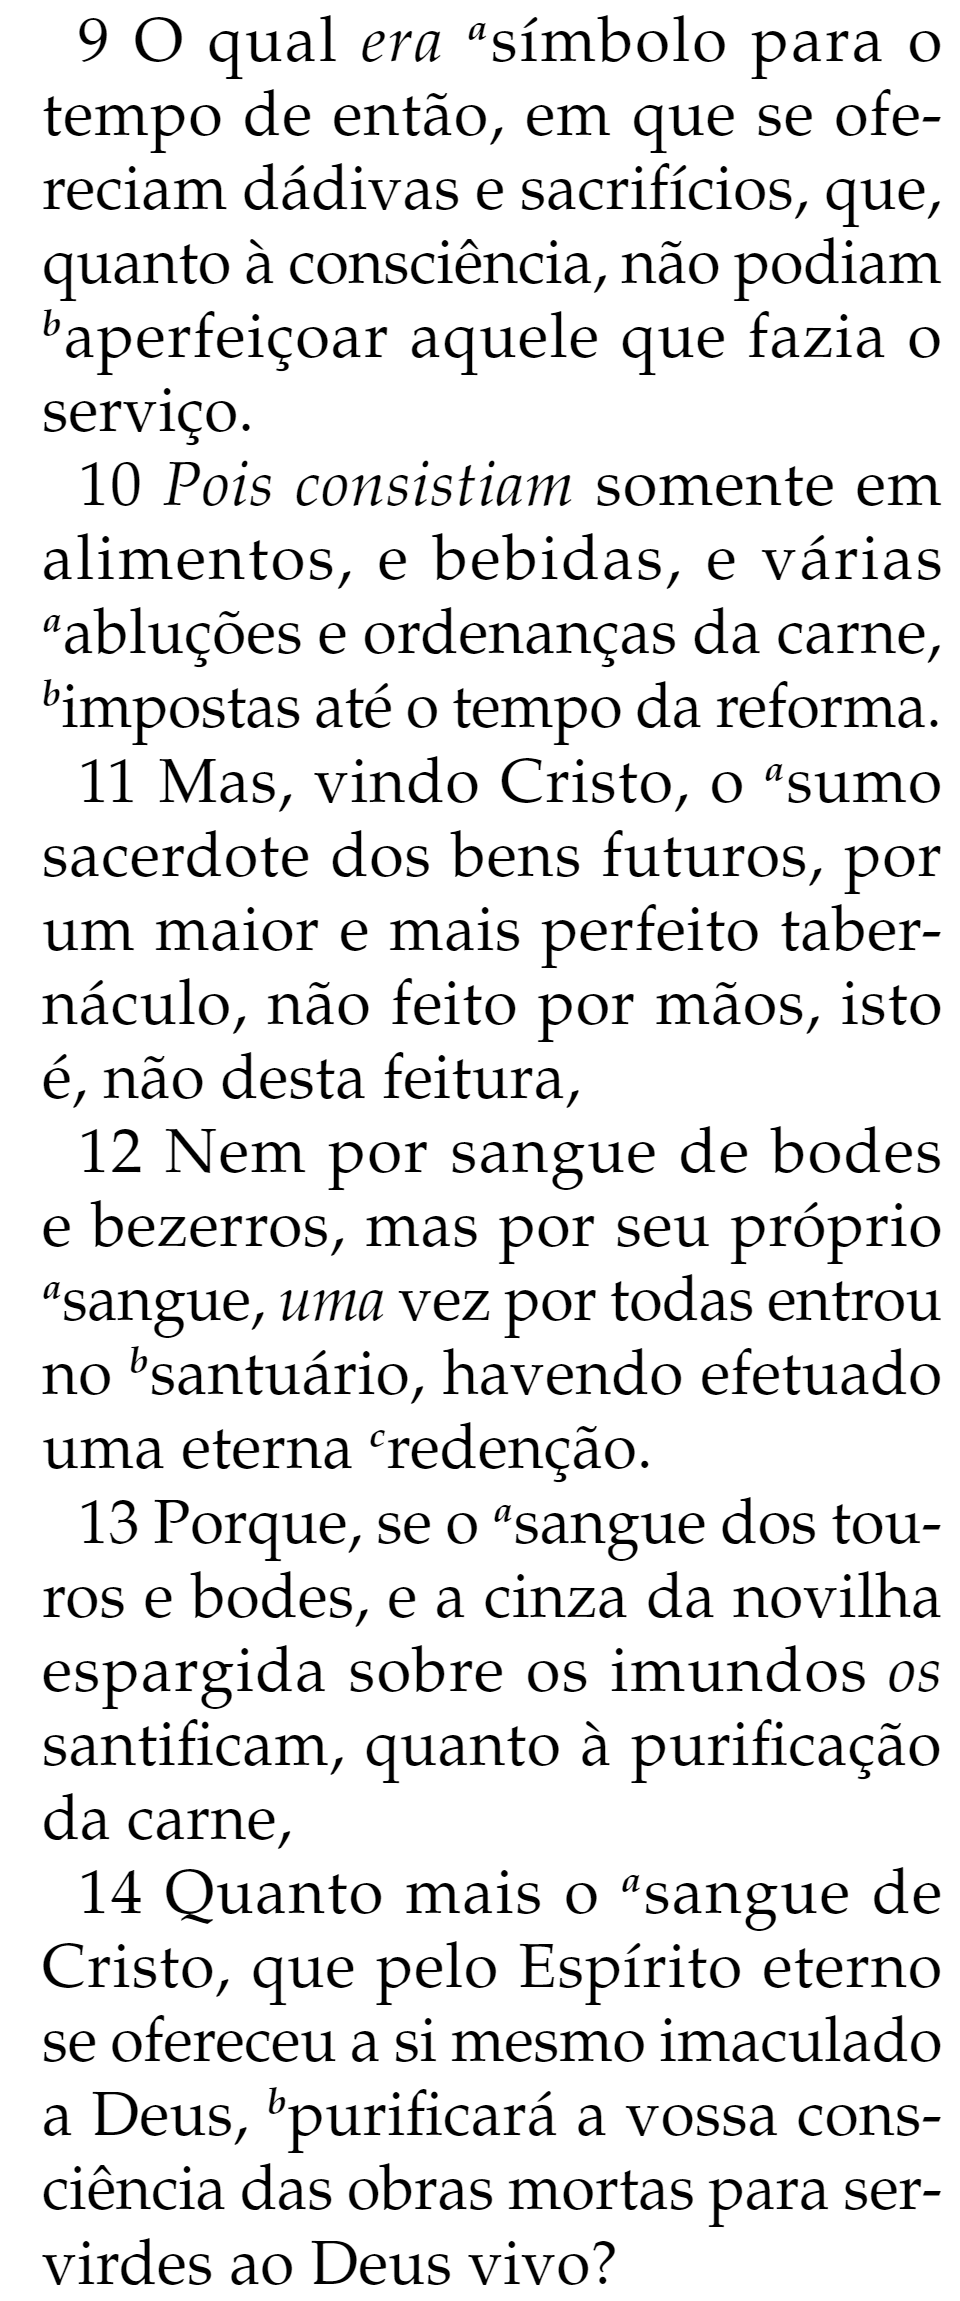 9 O qual era ᵃsímbolo para o
tempo de então, em que se ofe-
reciam dádivas e sacrifícios, que,
quanto à consciência, não podiam
ᵇaperfeiçoar aquele que fazia o
serviço.
10 Pois consistiam somente em
alimentos, e bebidas, e várias
ᵃabluções e ordenanças da carne,
ᵇimpostas até o tempo da reforma.
11 Mas, vindo Cristo, o ᵃsumo
sacerdote dos bens futuros, por
um maior e mais perfeito taber-
náculo, não feito por mãos, isto
é, não desta feitura,
12 Nem por sangue de bodes
e bezerros, mas por seu próprio
ᵃsangue, uma vez por todas entrou
no ᵇsantuário, havendo efetuado
uma eterna ᶜredenção.
13 Porque, se o ᵃsangue dos tou-
ros e bodes, e a cinza da novilha
espargida sobre os imundos os
santificam, quanto à purificação
da carne,
14 Quanto mais o ᵃsangue de
Cristo, que pelo Espírito eterno
se ofereceu a si mesmo imaculado
a Deus, ᵇpurificará a vossa cons-
ciência das obras mortas para ser-
virdes ao Deus vivo?